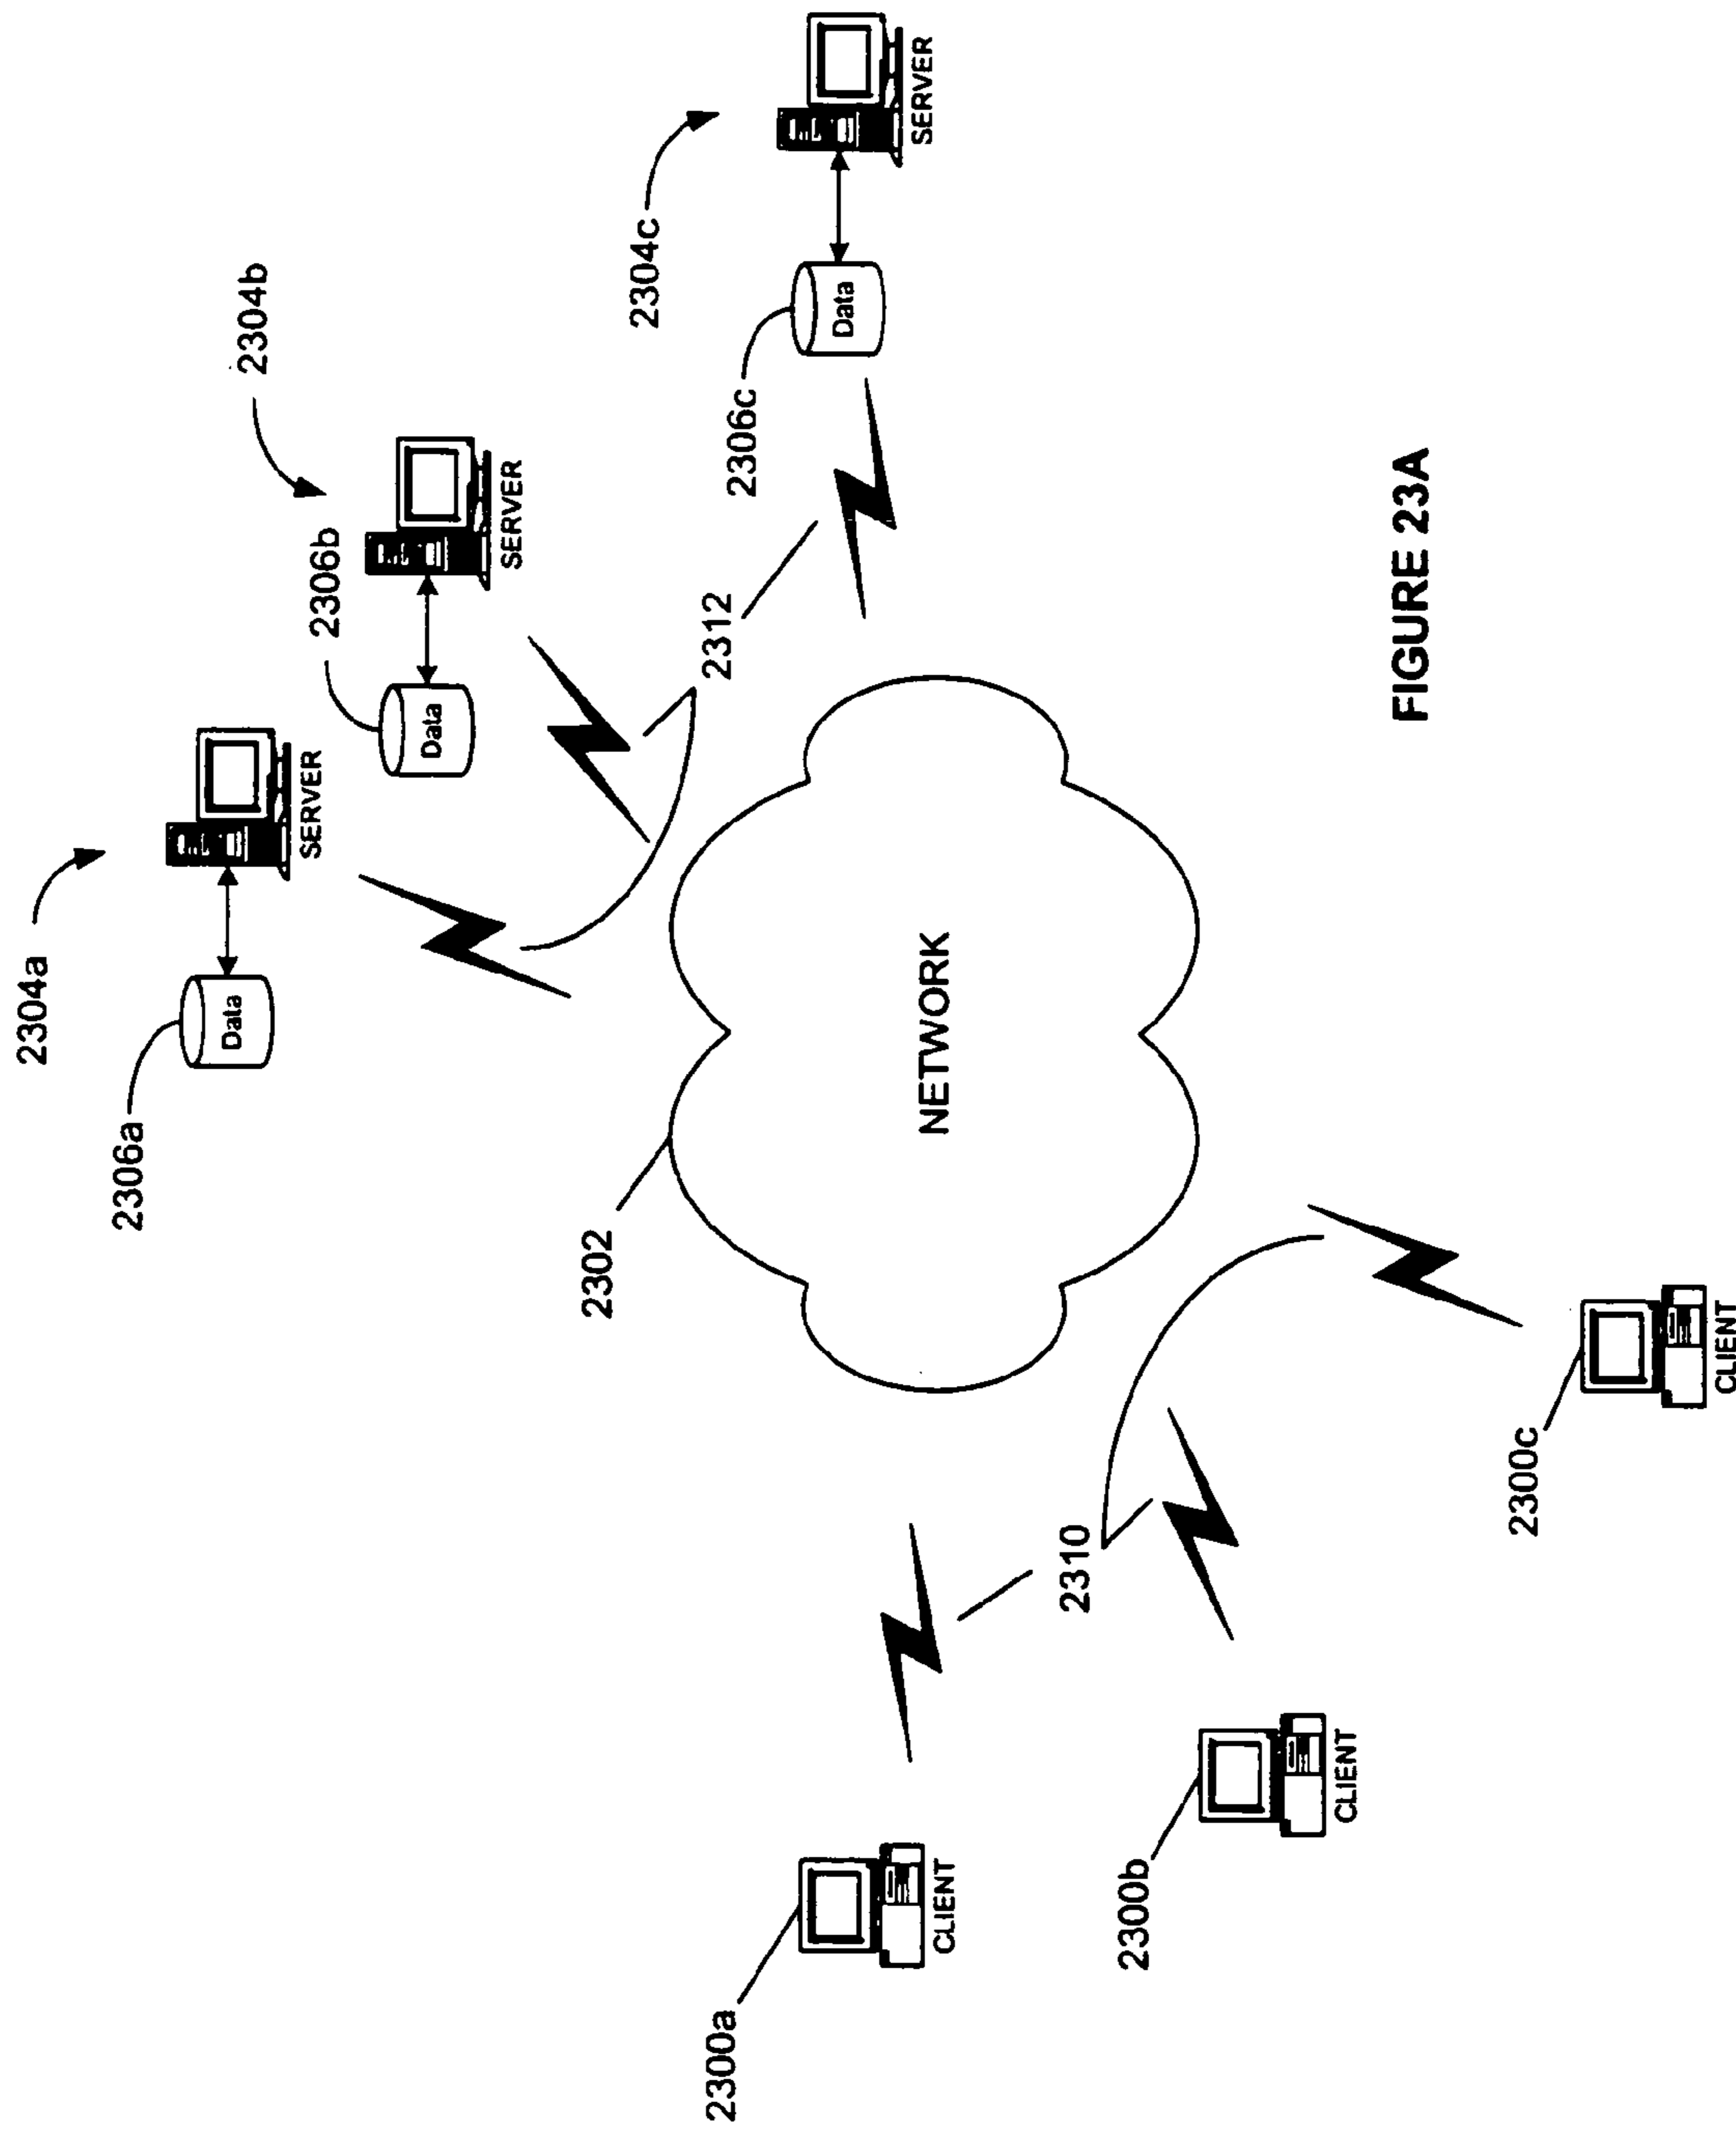 2304a
2306a
Data
SERVER
2304b
2306b
Data
SERVER
2304c
2306c
Data
SERVER
2312
2302
NETWORK
2310
2300a
CLIENT
2300b
CLIENT
2300c
CLIENT
FIGURE 23A